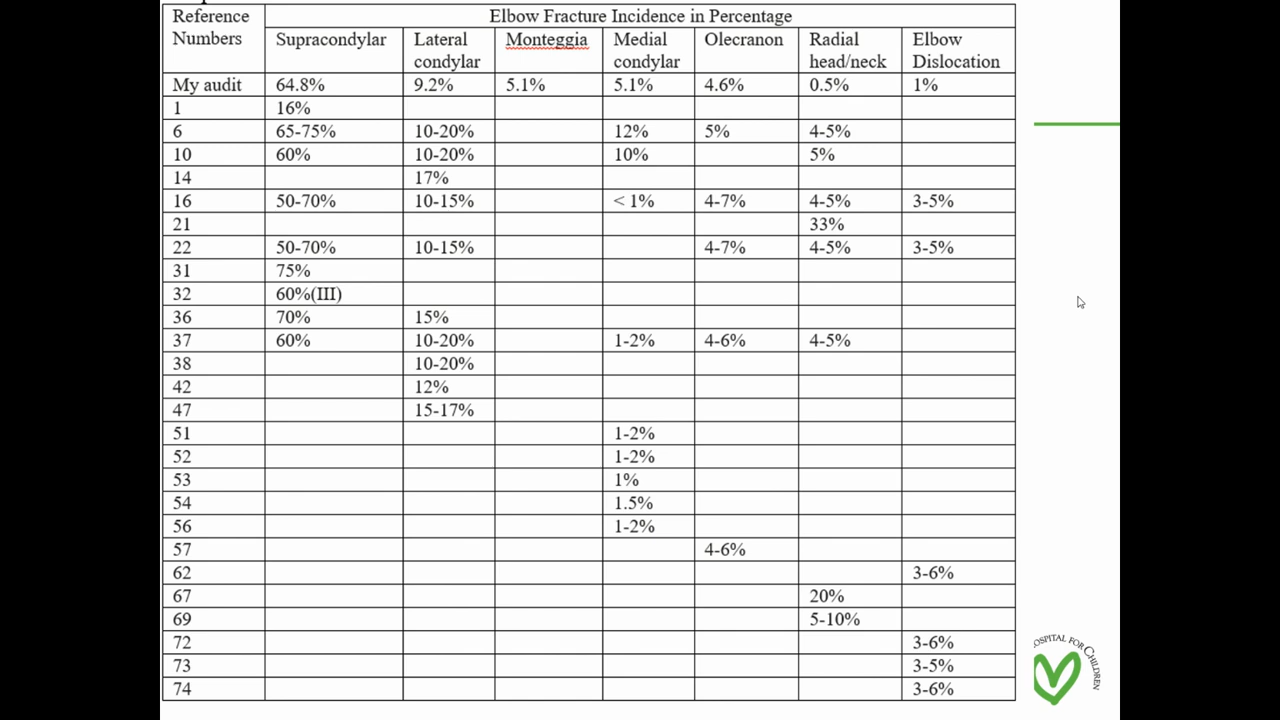 Reference Elbow Fracture Incidence in Percentage
Numbers Supracondylar Lateral condylar Monteggia Medial condylar Olecranon Radial head/neck Elbow Dislocation
My audit 64.8% 9.2% 5.1% 5.1% 4.6% 0.5% 1%
1 16%
6 65-75% 10-20% 12% 5% 4-5%
10 60% 10-20% 10% 5%
14 17%
16 50-70% 10-15% < 1% 4-7% 4-5% 3-5%
21 33%
22 50-70% 10-15% 4-7% 4-5% 3-5%
31 75%
32 60%(III)
36 70% 15%
37 60% 10-20% 1-2% 4-6% 4-5%
38 10-20%
42 12%
47 15-17%
51 1-2%
52 1-2%
53 1%
54 1.5%
56 1-2%
57 4-6%
62 3-6%
67 20%
69 5-10%
72 3-6%
73 3-5%
74 3-6%
OSPITAL FOR CHILDREN